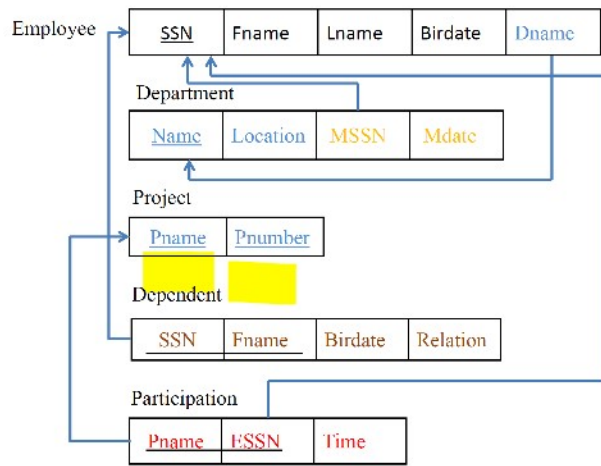 Employee SSN Fname Lname Birdate Dname
Department
Name Location MSSN Mdate
Project
Pname Pnumber
Dependent
SSN Fname Birdate Relation
Participation
Pname ESSN Time